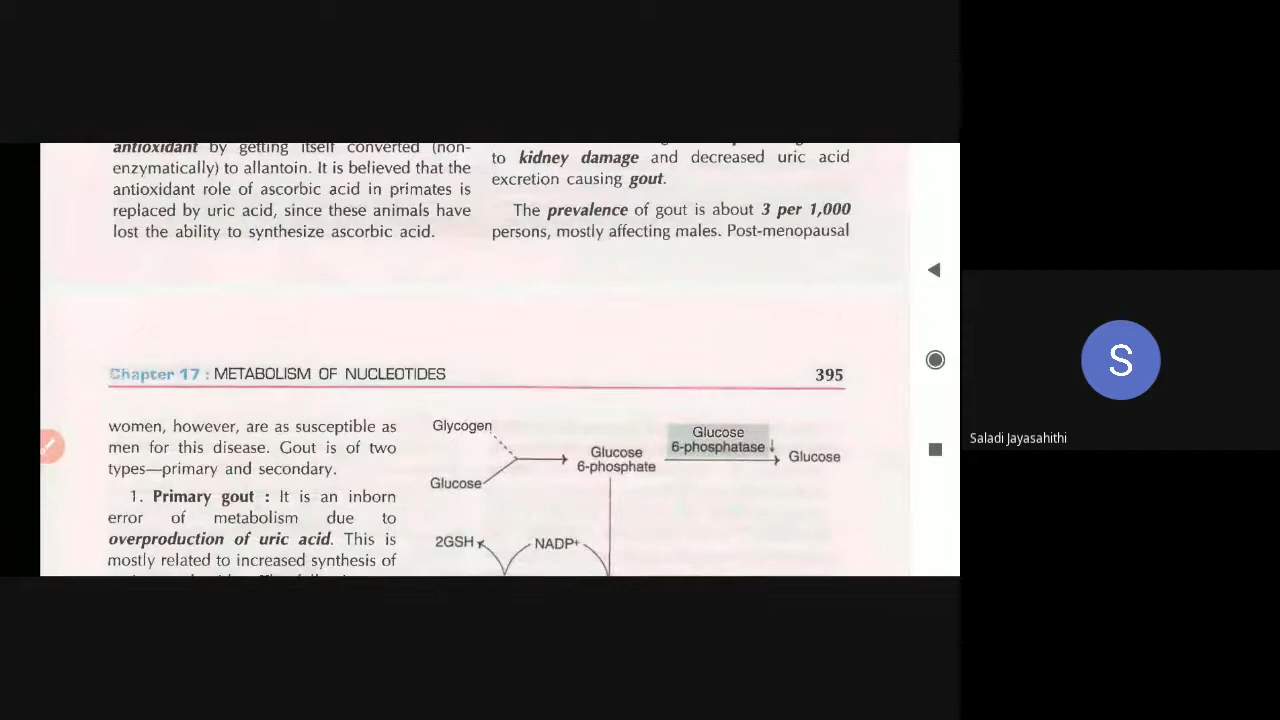 antioxidant by getting itself converted (non-
enzymatically) to allantoin. It is believed that the
antioxidant role of ascorbic acid in primates is
replaced by uric acid, since these animals have
lost the ability to synthesize ascorbic acid.
to kidney damage and decreased uric acid
excretion causing gout.
The prevalence of gout is about 3 per 1,000
persons, mostly affecting males. Post-menopausal
Chapter 17 : METABOLISM OF NUCLEOTIDES
395
women, however, are as susceptible as
men for this disease. Gout is of two
types—primary and secondary.
1. Primary gout : It is an inborn
error of metabolism due to
overproduction of uric acid. This is
mostly related to increased synthesis of
Glycogen
Glucose
Glucose
6-phosphate
Glucose
6-phosphatase↓
Glucose
2GSH
NADP+
S
Saladi Jayasahithi